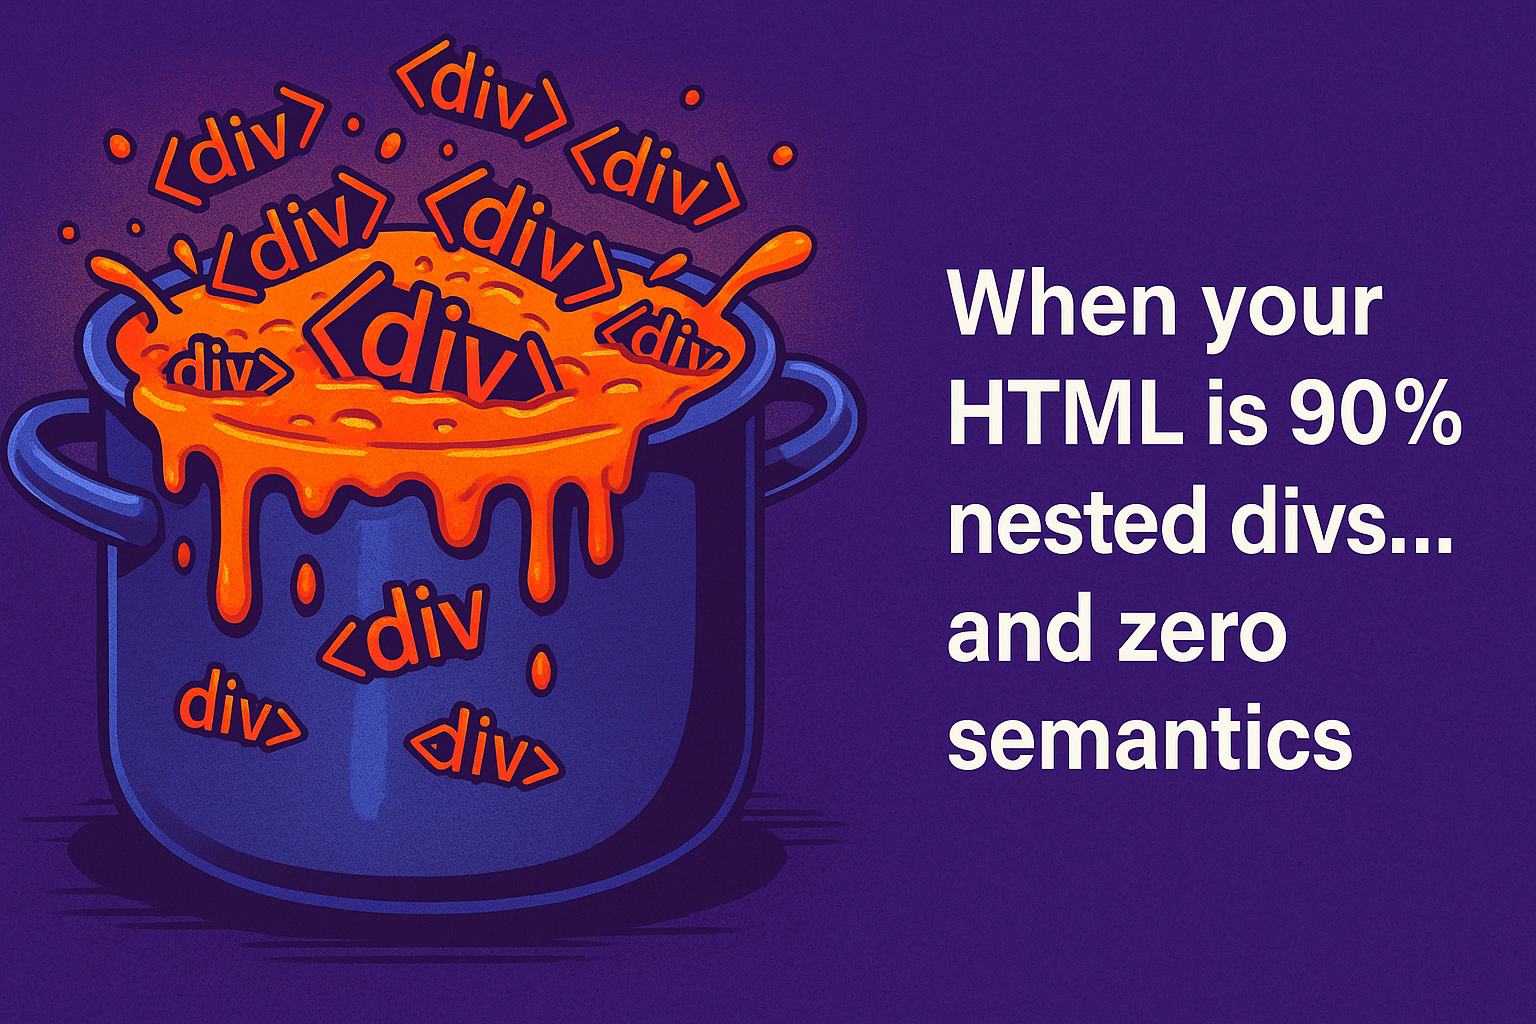 <div>
<div>
<div>
<div>
<div>
<div>
<div
div>
<div
div>
<div>
When your
HTML is 90%
nested divs...
and zero
semantics